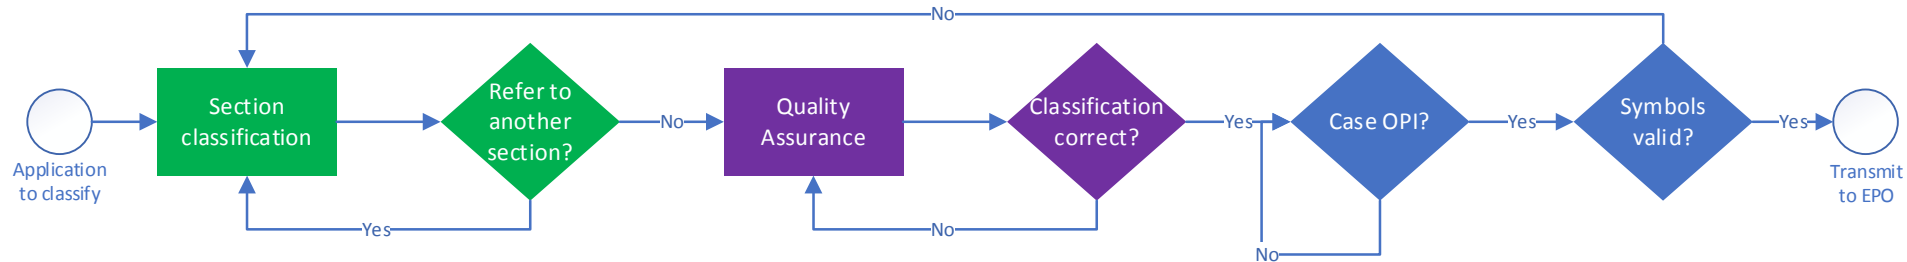 No
Application
to classify
Section
classification
Refer to
another
section?
Yes
No
Quality
Assurance
Classification
correct?
No
Yes
Case OPI?
No
Yes
Symbols
valid?
Yes
Transmit
to EPO